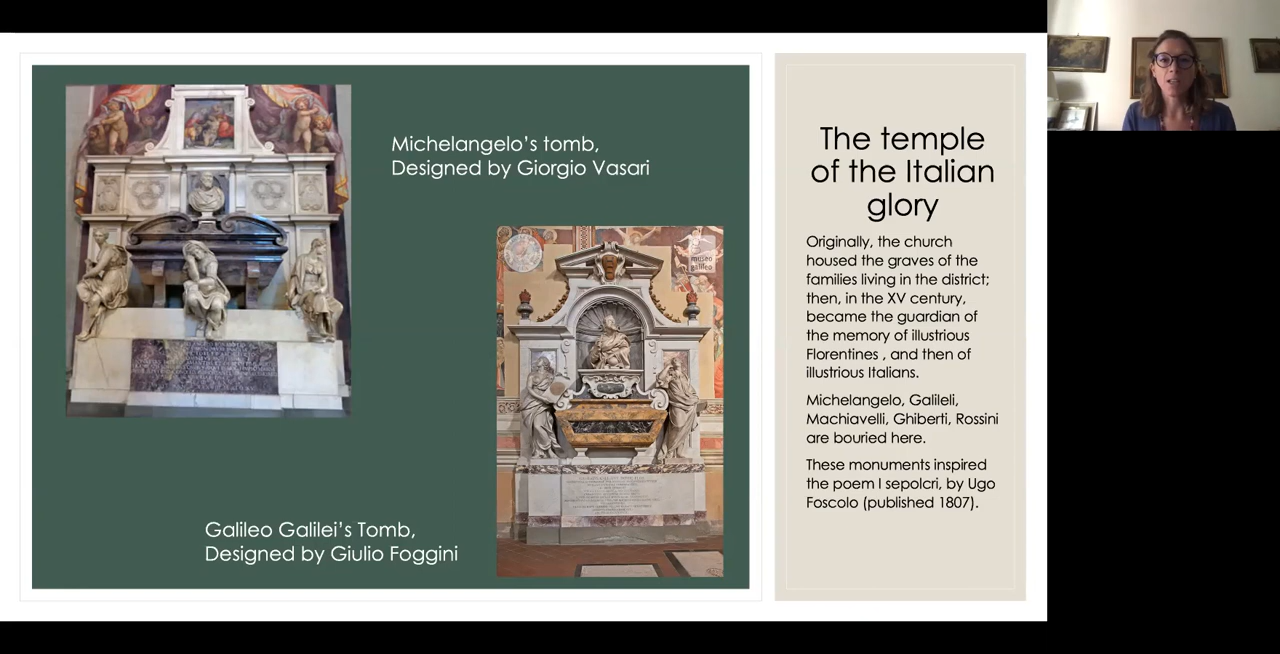 Michelangelo's tomb,
Designed by Giorgio Vasari
museo
galileo
Galileo Galilei's Tomb,
Designed by Giulio Foggini
The temple
of the Italian
glory
Originally, the church
housed the graves of the
families living in the district;
then, in the XV century,
became the guardian of
the memory of illustrious
Florentines , and then of
illustrious Italians.
Michelangelo, Galileli,
Machiavelli, Ghiberti, Rossini
are bouried here.
These monuments inspired
the poem I sepolcri, by Ugo
Foscolo (published 1807).